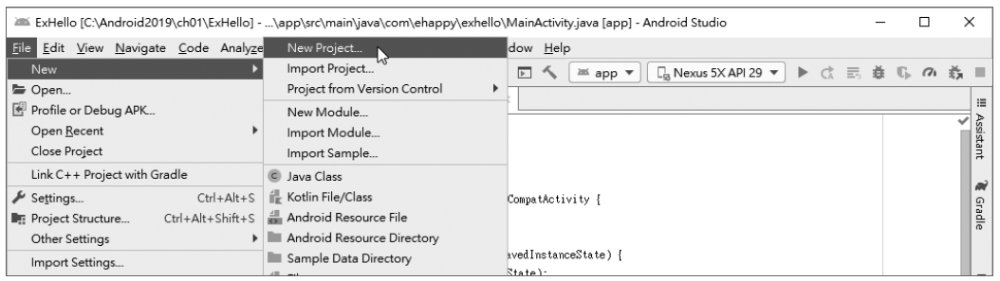 ExHello [C:\Android2019\ch01\ExHello] - ...\app\src\main\java\com\ehappy\exhello\MainActivity.java [app] - Android Studio
File Edit View Navigate Code Analyze dow Help
New
Open...
Profile or Debug APK...
Open Recent
Close Project
Link C++ Project with Gradle
Settings... Ctrl+Alt+S
Project Structure... Ctrl+Alt+Shift+S
Other Settings
Import Settings...
New Project...
Import Project...
Project from Version Control
New Module...
Import Module...
Import Sample...
Java Class
Kotlin File/Class
Android Resource File
Android Resource Directory
Sample Data Directory
app
Nexus 5X API 29
CompatActivity {
avedInstanceState) {
State);
Assistant
Gradle